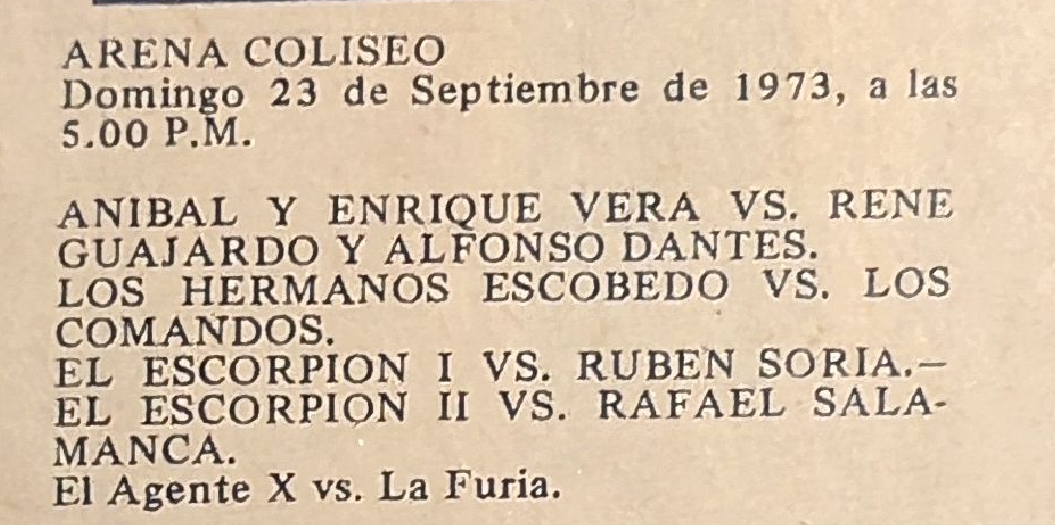 ARENA COLISEO
Domingo 23 de Septiembre de 1973, a las
5.00 P.M.
ANIBAL Y ENRIQUE VERA VS. RENE
GUAJARDO Y ALFONSO DANTES.
LOS HERMANOS ESCOBEDO VS. LOS
COMANDOS.
EL ESCORPION I VS. RUBEN SORIA.—
EL ESCORPION II VS. RAFAEL SALA-
MANCA.
El Agente X vs. La Furia.